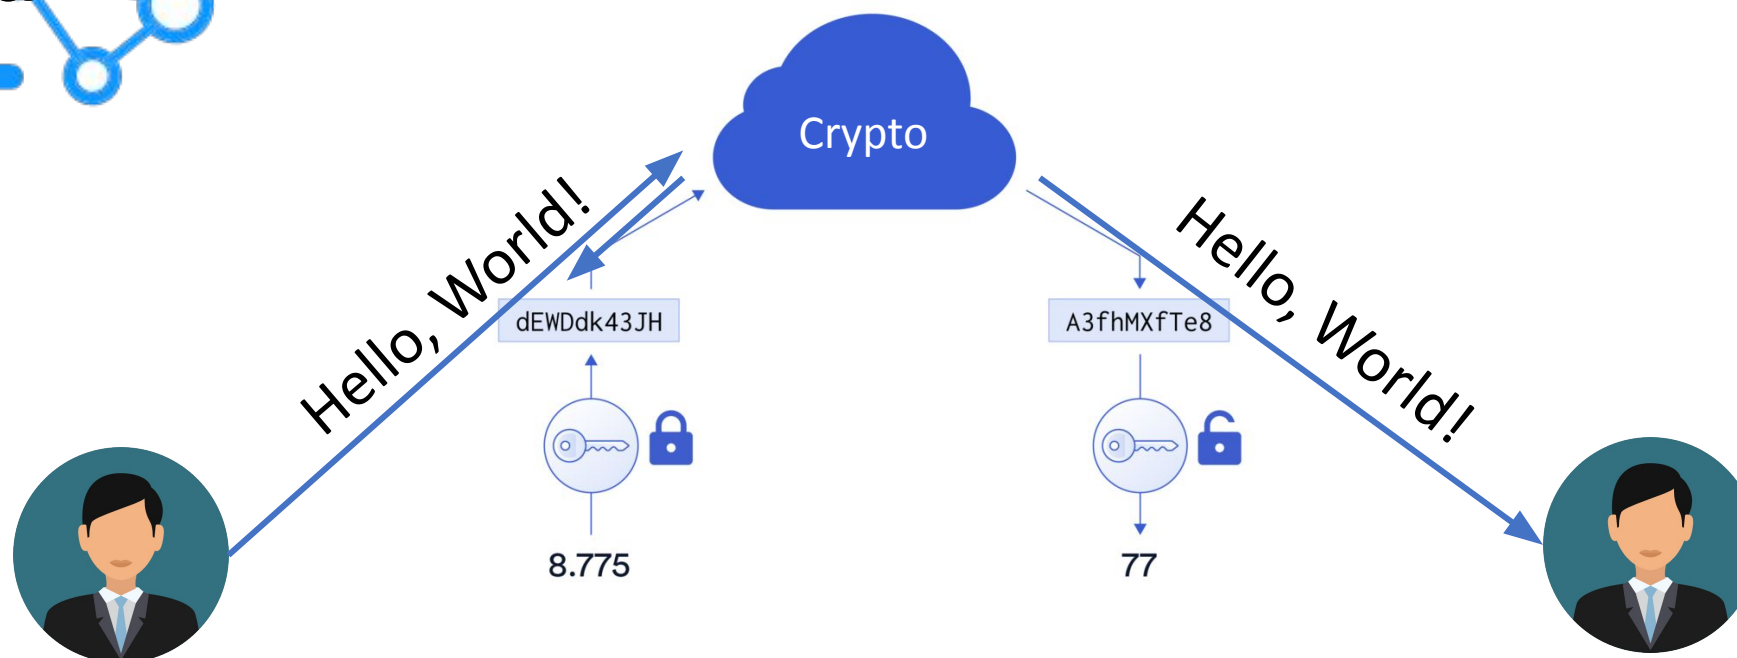 Crypto
Hello, World!
Hello, World!
dEWDdk43JH
A3fhMXfTe8
8.775
77